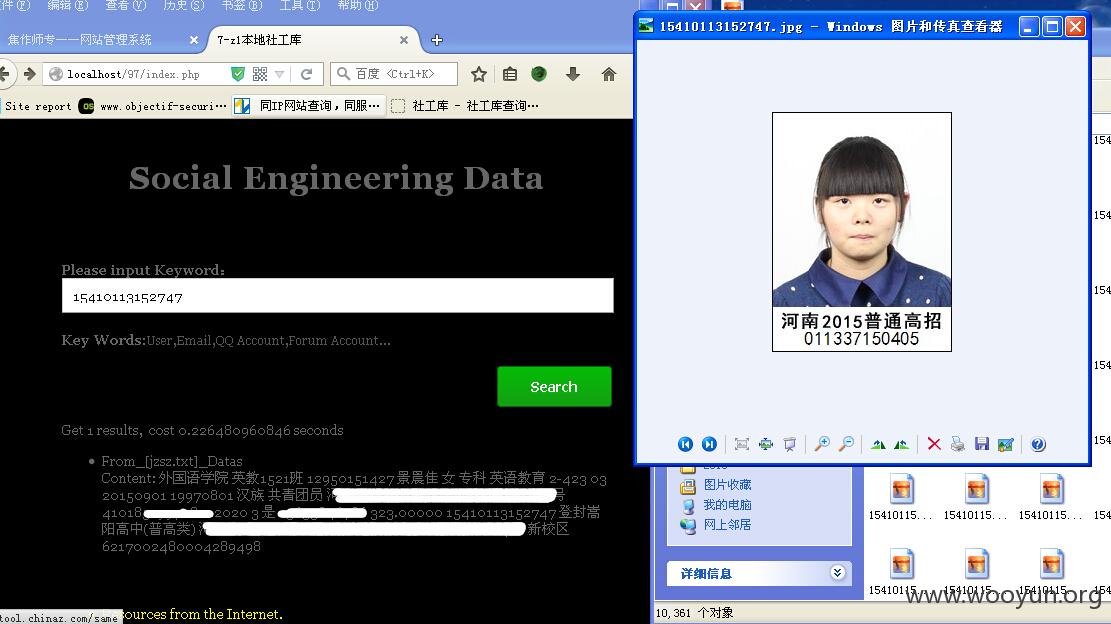 件(F) 编辑(E) 查看(V) 历史(S) 书签(B) 工具(T) 帮助(H)
焦作师专一一网站管理系统
7-z1本地社工库
localhost/97/index.php
百度 <Ctrl+K>
Site report
www.objectif-securi…
同IP网站查询，同服…
社工库 - 社工库查询…
Social Engineering Data
Please input Keyword:
15410113152747
Key Words:User,Email,QQ Account,Forum Account...
Search
Get 1 results, cost 0.226480960846 seconds
From_[jzsz.txt]_Datas
Content: 外国语学院 英教1521班 12950151427 景晨佳 女 专科 英语教育 2-423 03
20150901 19970801 汉族 共青团员
号
41018
2020 3 是
323.00000 15410113152747 登封嵩
阳高中(普高类)
新校区
6217002480004289498
Resources from the Internet.
tool.chinaz.com/same
15410113152747.jpg - Windows 图片和传真查看器
河南2015普通高招
011337150405
154
154
154
154
154
图片收藏
我的电脑
网上邻居
详细信息
15410115...
15410115...
15410115...
154
15410115...
15410115...
15410115...
10,361 个对象
www.wooyun.org